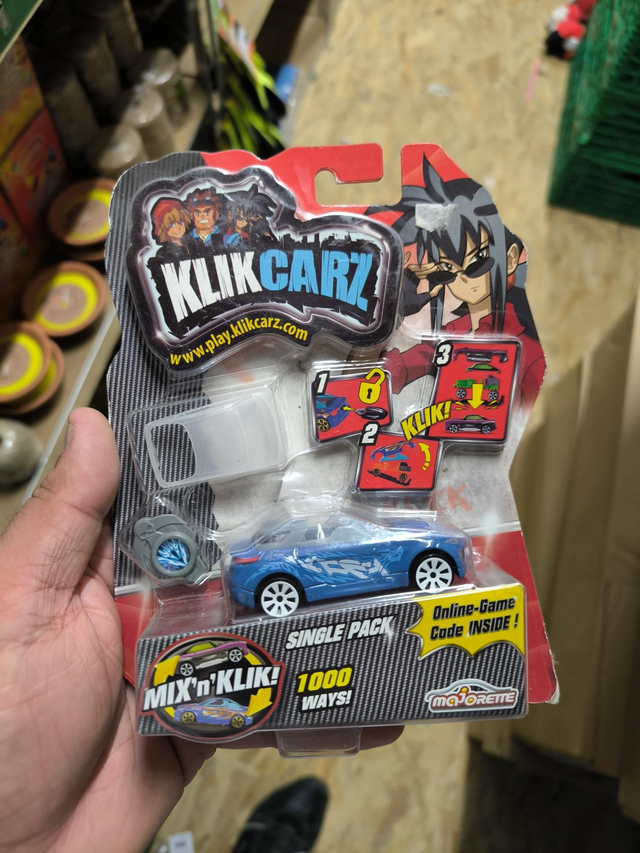 KLIKCARZ
www.play.klikcarz.com
1
3
KLIK!
2
SINGLE PACK
Online-Game
Code INSIDE !
MIX'n'KLIK!
1000
WAYS!
majORETTE